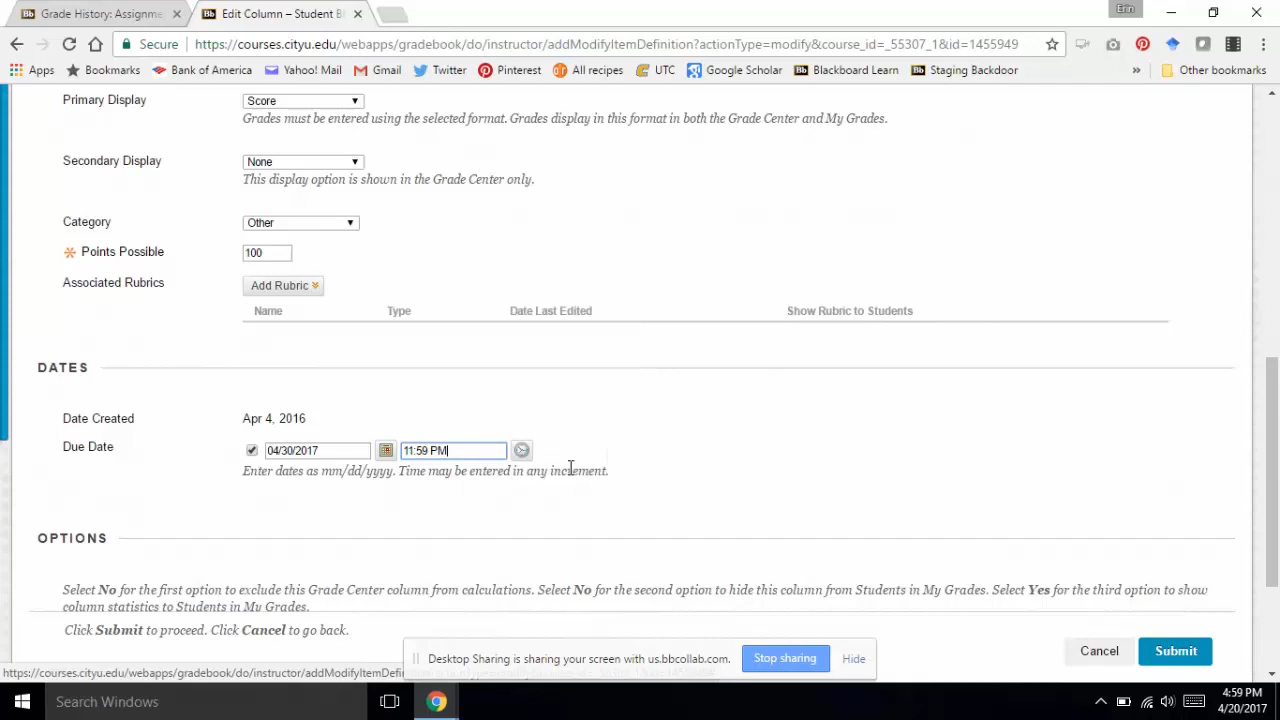 Grade History: Assignme
Edit Column – Student B
Erin
Secure
https://courses.cityu.edu/webapps/gradebook/do/instructor/addModifyItemDefinition?actionType=modify&course_id=_55307_1&id=1455949
Apps
Bookmarks
Bank of America
Yahoo! Mail
Gmail
Twitter
Pinterest
All recipes
UTC
Google Scholar
Blackboard Learn
Staging Backdoor
»
Other bookmarks
Primary Display
Score
Grades must be entered using the selected format. Grades display in this format in both the Grade Center and My Grades.
Secondary Display
None
This display option is shown in the Grade Center only.
Category
Other
Points Possible
100
Associated Rubrics
Add Rubric
Name Type Date Last Edited Show Rubric to Students
DATES
Date Created
Apr 4, 2016
Due Date
04/30/2017
11:59 PM
Enter dates as mm/dd/yyyy. Time may be entered in any increment.
OPTIONS
Select No for the first option to exclude this Grade Center column from calculations. Select No for the second option to hide this column from Students in My Grades. Select Yes for the third option to show
column statistics to Students in My Grades.
Click Submit to proceed. Click Cancel to go back.
Cancel
Submit
Desktop Sharing is sharing your screen with us.bbcollab.com.
Stop sharing
Hide
https://courses.cityu.edu/webapps/gradebook/do/instructor/addModifyItemDefi
Search Windows
4:59 PM
4/20/2017